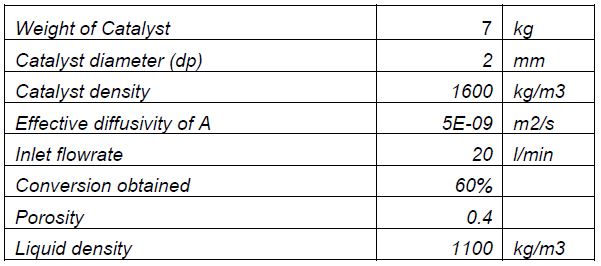 Weight of Catalyst 7 kg
Catalyst diameter (dp) 2 mm
Catalyst density 1600 kg/m3
Effective diffusivity of A 5E-09 m2/s
Inlet flowrate 20 l/min
Conversion obtained 60%
Porosity 0.4
Liquid density 1100 kg/m3